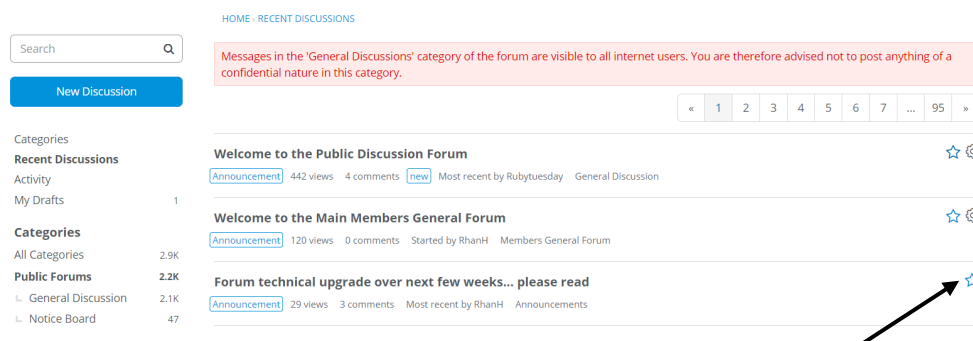 HOME › RECENT DISCUSSIONS
Search
Messages in the 'General Discussions' category of the forum are visible to all internet users. You are therefore advised not to post anything of a
confidential nature in this category.
New Discussion
« 1 2 3 4 5 6 7 ... 95 »
Categories
Recent Discussions
Activity
My Drafts 1
Categories
All Categories 2.9K
Public Forums 2.2K
General Discussion 2.1K
Notice Board 47
Welcome to the Public Discussion Forum
Announcement 442 views 4 comments new Most recent by Rubytuesday General Discussion
Welcome to the Main Members General Forum
Announcement 120 views 0 comments Started by RhanH Members General Forum
Forum technical upgrade over next few weeks... please read
Announcement 29 views 3 comments Most recent by RhanH Announcements